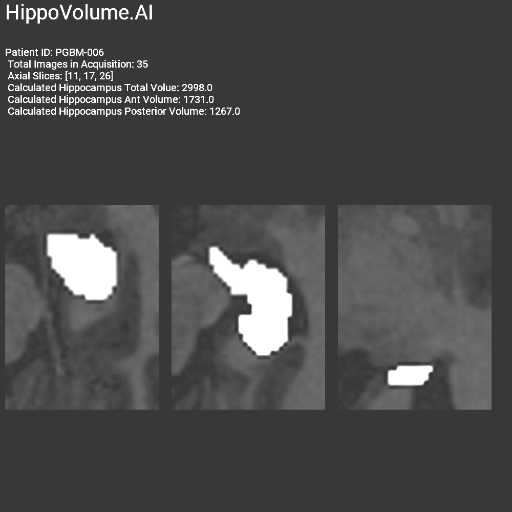 HippoVolume.AI
Patient ID: PGBM-006
Total Images in Acquisition: 35
Axial Slices: [11, 17, 26]
Calculated Hippocampus Total Volue: 2998.0
Calculated Hippocampus Ant Volume: 1731.0
Calculated Hippocampus Posterior Volume: 1267.0